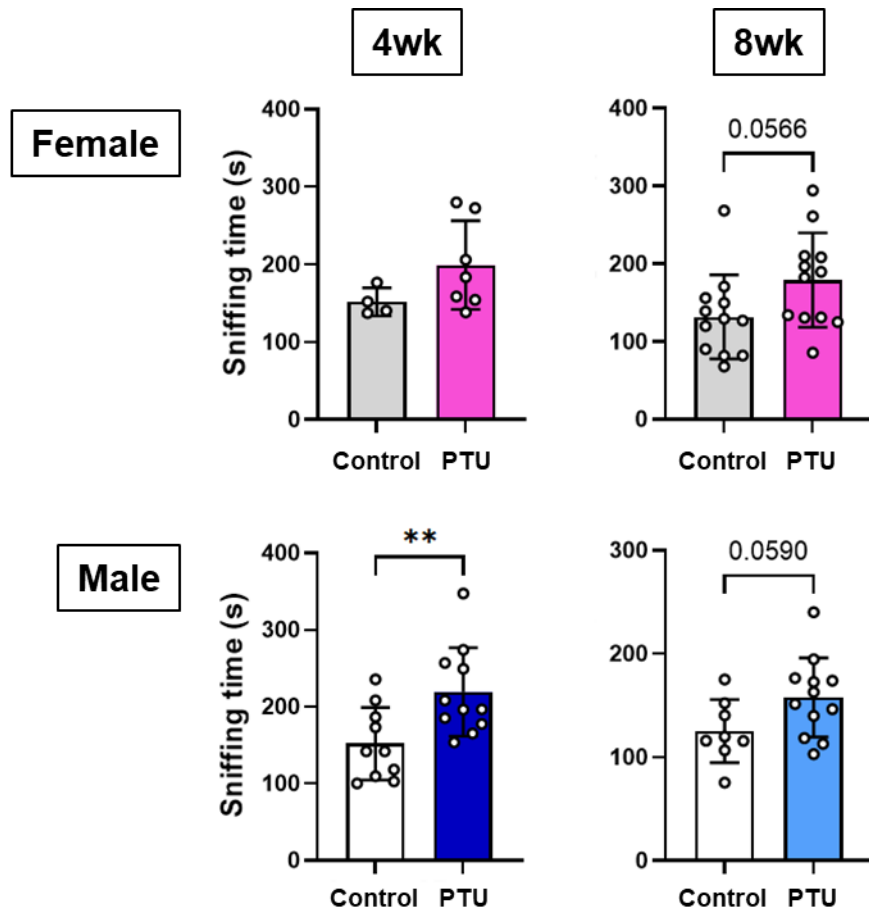 4wk
8wk
Female
Sniffing time (s)
400
300
200
100
0
Control PTU
400
300
200
100
0
0.0566
Control PTU
Male
Sniffing time (s)
400
300
200
100
0
**
Control PTU
300
200
100
0
0.0590
Control PTU